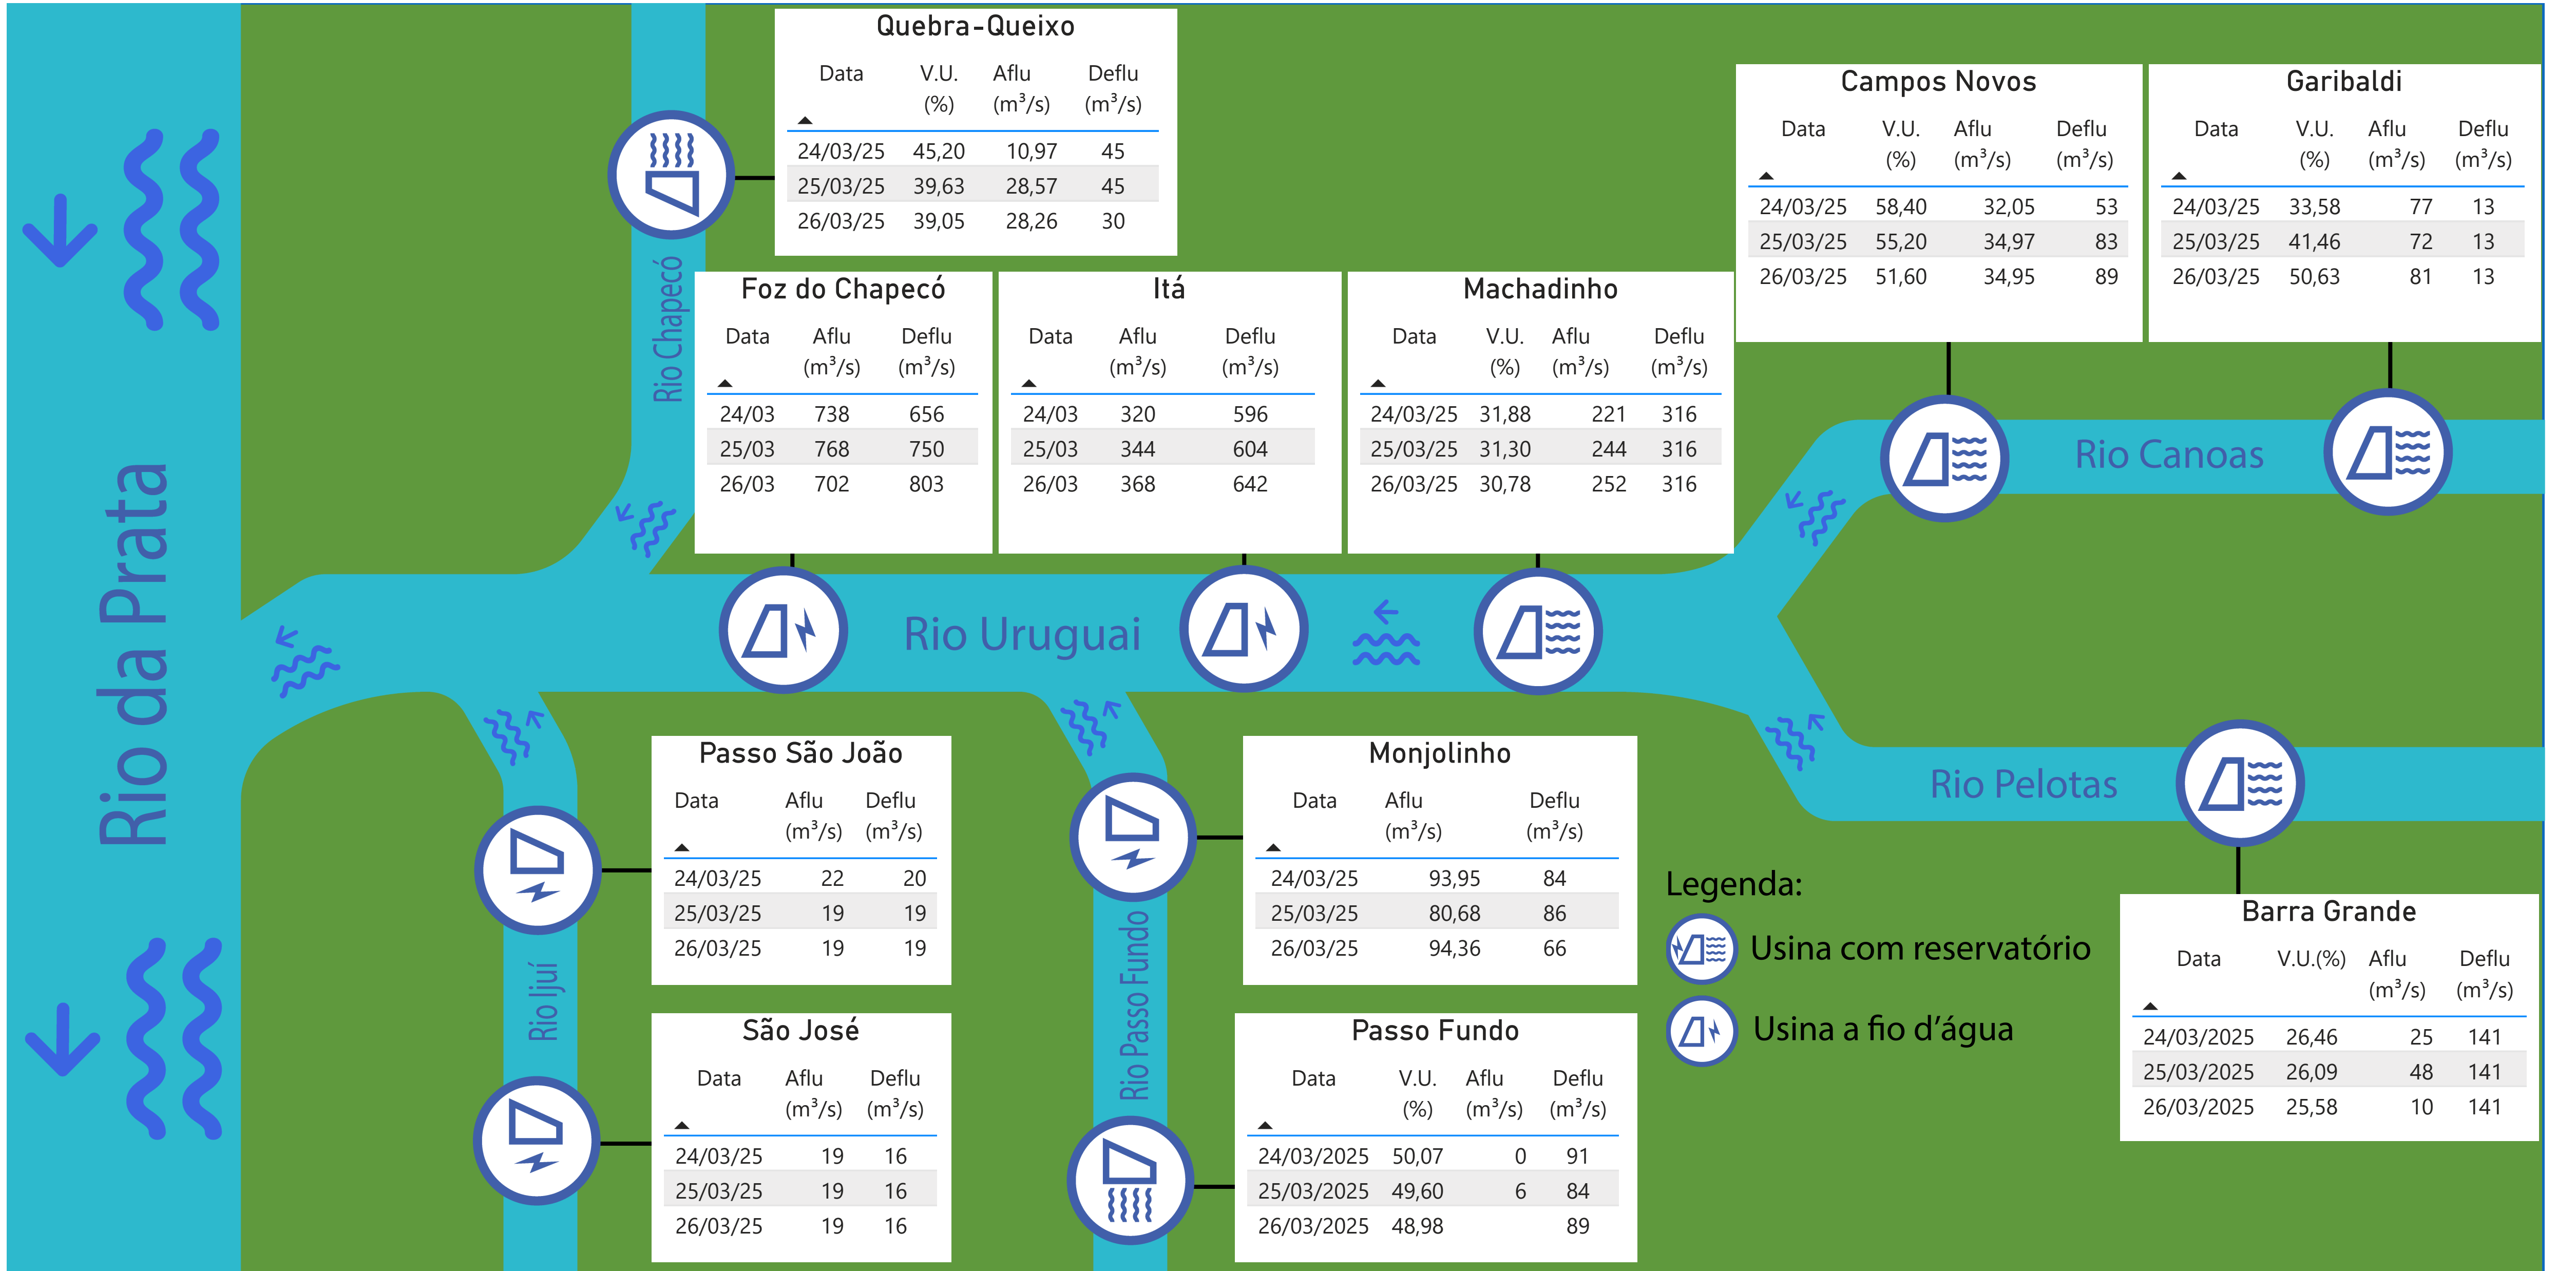 Quebra-Queixo
Data V.U. (%) Aflu (m³/s) Deflu (m³/s)
24/03/25 45,20 10,97 45
25/03/25 39,63 28,57 45
26/03/25 39,05 28,26 30
Campos Novos
Data V.U. (%) Aflu (m³/s) Deflu (m³/s)
24/03/25 58,40 32,05 53
25/03/25 55,20 34,97 83
26/03/25 51,60 34,95 89
Garibaldi
Data V.U. (%) Aflu (m³/s) Deflu (m³/s)
24/03/25 33,58 77 13
25/03/25 41,46 72 13
26/03/25 50,63 81 13
Rio Chapecó
Foz do Chapecó
Data Aflu (m³/s) Deflu (m³/s)
24/03 738 656
25/03 768 750
26/03 702 803
Itá
Data Aflu (m³/s) Deflu (m³/s)
24/03 320 596
25/03 344 604
26/03 368 642
Machadinho
Data V.U. (%) Aflu (m³/s) Deflu (m³/s)
24/03/25 31,88 221 316
25/03/25 31,30 244 316
26/03/25 30,78 252 316
Rio Canoas
Rio da Prata
Rio Uruguai
Rio Pelotas
Passo São João
Data Aflu (m³/s) Deflu (m³/s)
24/03/25 22 20
25/03/25 19 19
26/03/25 19 19
Monjolinho
Data Aflu (m³/s) Deflu (m³/s)
24/03/25 93,95 84
25/03/25 80,68 86
26/03/25 94,36 66
Legenda:
Usina com reservatório
Usina a fio d’água
Barra Grande
Data V.U.(%) Aflu (m³/s) Deflu (m³/s)
24/03/2025 26,46 25 141
25/03/2025 26,09 48 141
26/03/2025 25,58 10 141
Rio Ijuí
Rio Passo Fundo
São José
Data Aflu (m³/s) Deflu (m³/s)
24/03/25 19 16
25/03/25 19 16
26/03/25 19 16
Passo Fundo
Data V.U. (%) Aflu (m³/s) Deflu (m³/s)
24/03/2025 50,07 0 91
25/03/2025 49,60 6 84
26/03/2025 48,98 89